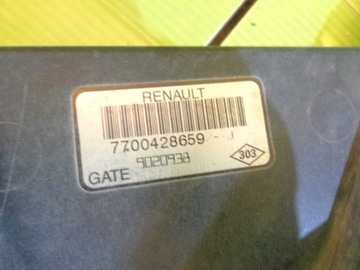 RENAULT
7700428659 -- J
9020938
303
GATE